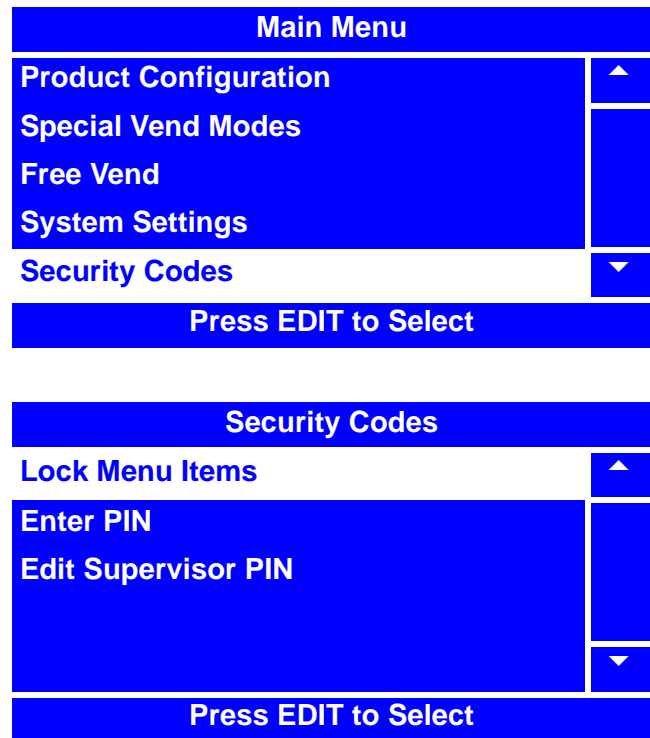 Main Menu
Product Configuration
Special Vend Modes
Free Vend
System Settings
Security Codes
Press EDIT to Select
Security Codes
Lock Menu Items
Enter PIN
Edit Supervisor PIN
Press EDIT to Select